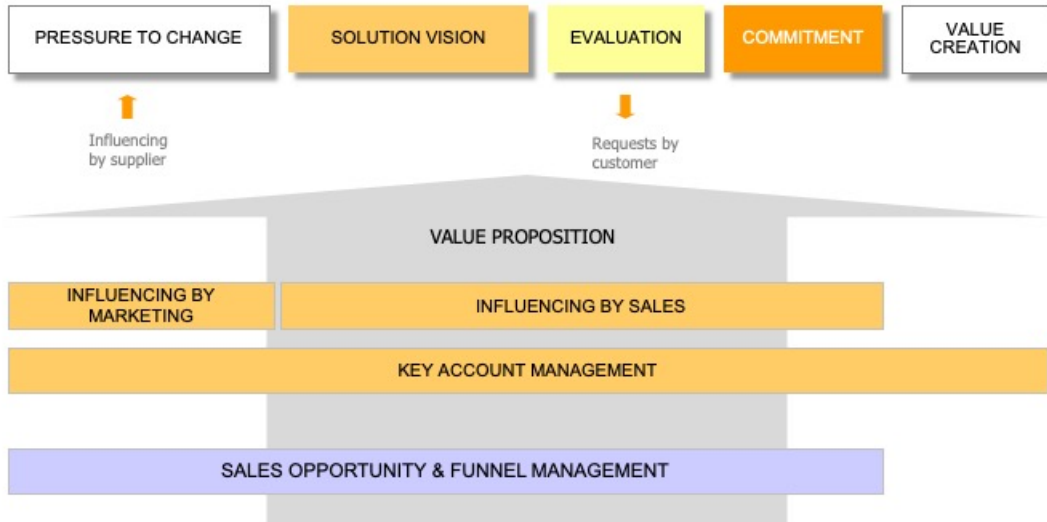 PRESSURE TO CHANGE
SOLUTION VISION
EVALUATION
COMMITMENT
VALUE
CREATION
Influencing
by supplier
Requests by
customer
VALUE PROPOSITION
INFLUENCING BY
MARKETING
INFLUENCING BY SALES
KEY ACCOUNT MANAGEMENT
SALES OPPORTUNITY & FUNNEL MANAGEMENT